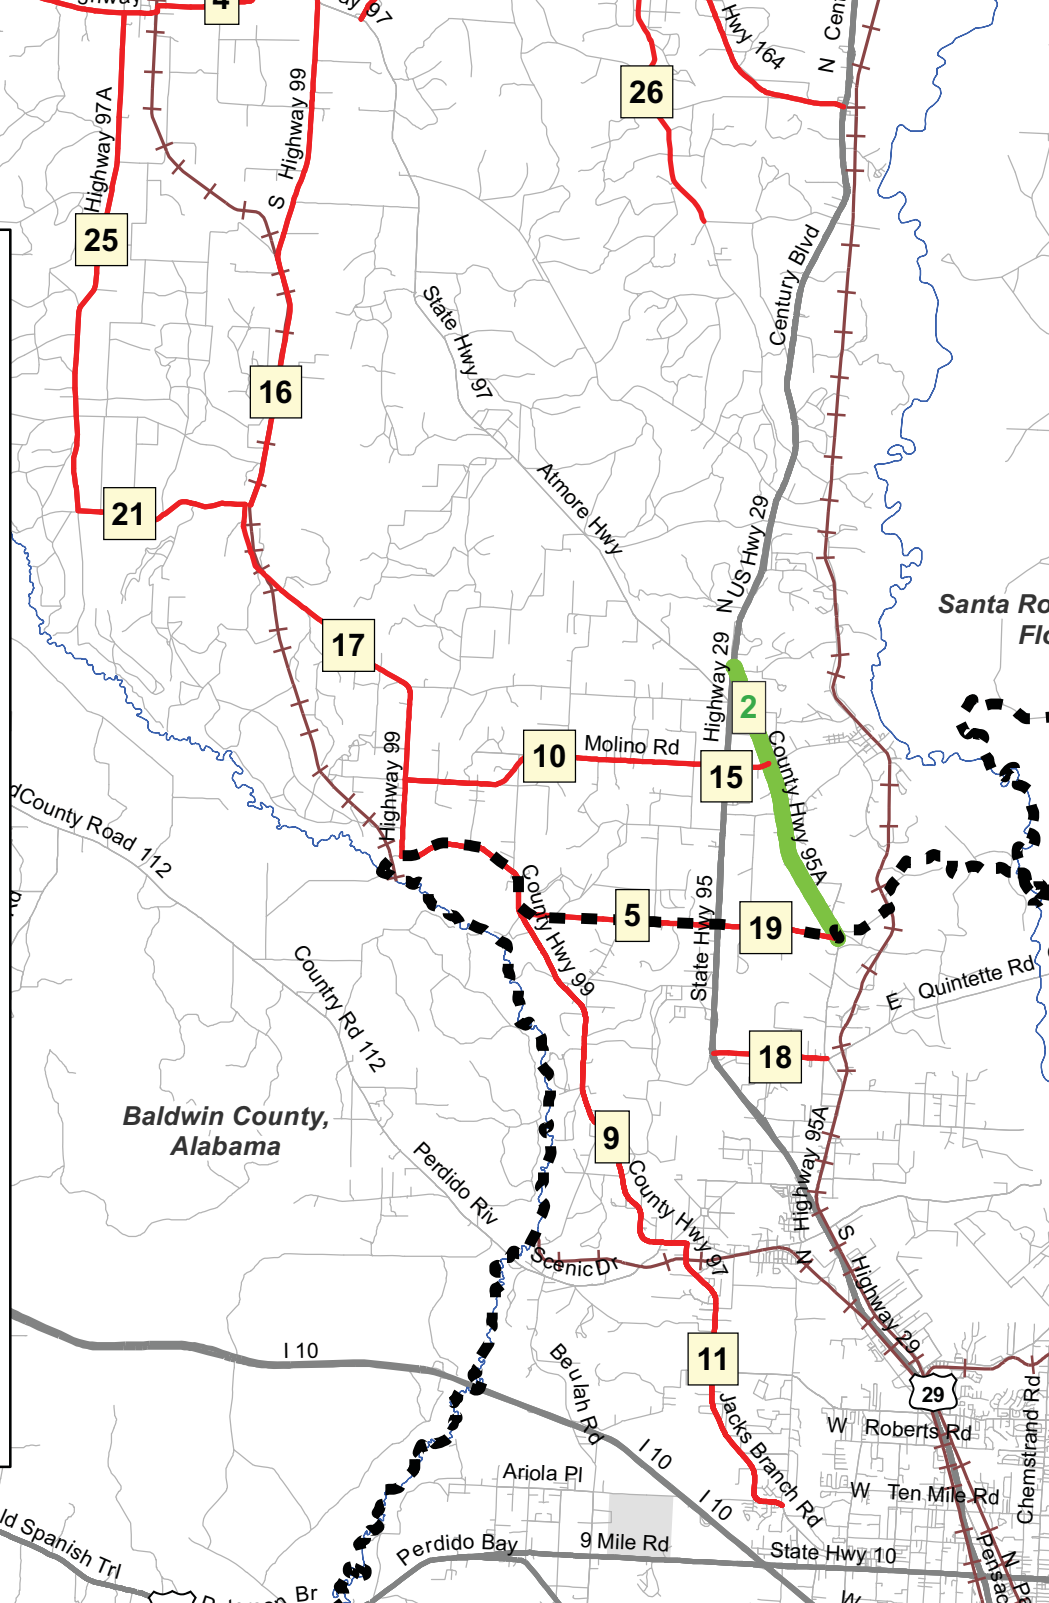 4
Hwy 164
N
26
Highway 97A
S Highway 99
25
Century Blvd
State Hwy 97
16
Atmore Hwy
21
N US Hwy 29
Santa Ro
Flo
17
Highway 29
2
Molino Rd
10
15
County Hwy 95A
Highway 99
County Road 112
County Hwy 99
5
19
State Hwy 95
E Quintette Rd
Country Rd 112
18
Baldwin County,
Alabama
9
N Highway 95A
Perdido Riv
County Hwy 97
Scenic Dr
S Highway 29
I 10
11
Beulah Rd
29
Chemstrand Rd
Jacks Branch Rd
W Roberts Rd
I 10
Ariola Pl
W Ten Mile Rd
I 10
ld Spanish Trl
Perdido Bay
9 Mile Rd
State Hwy 10
Pensac
N Pe
Br
W